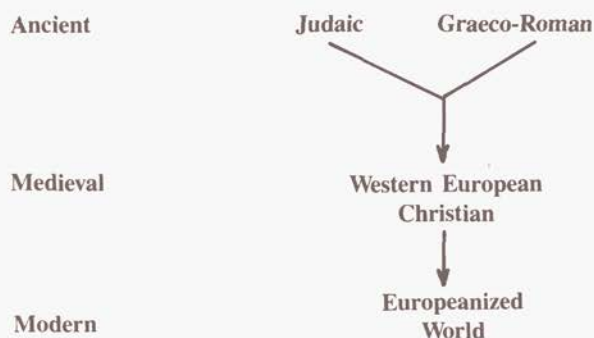 Ancient Judaic Graeco-Roman
Medieval Western European
Christian
Europeanized
Modern World